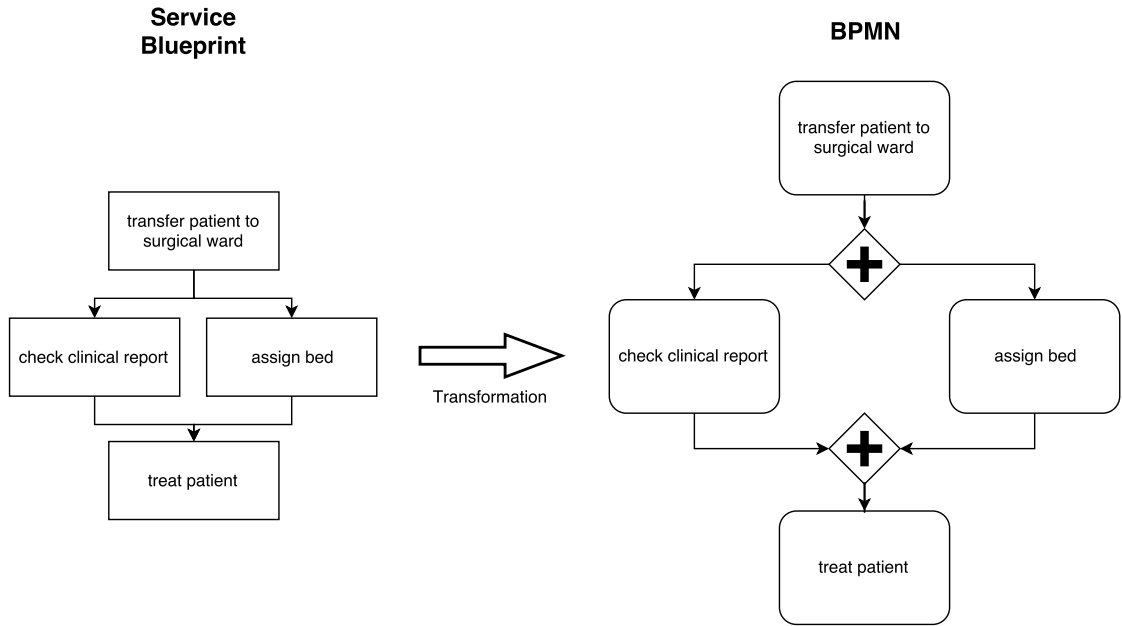 Service
Blueprint
transfer patient to
surgical ward
check clinical report
assign bed
treat patient
Transformation
BPMN
transfer patient to
surgical ward
check clinical report
assign bed
treat patient